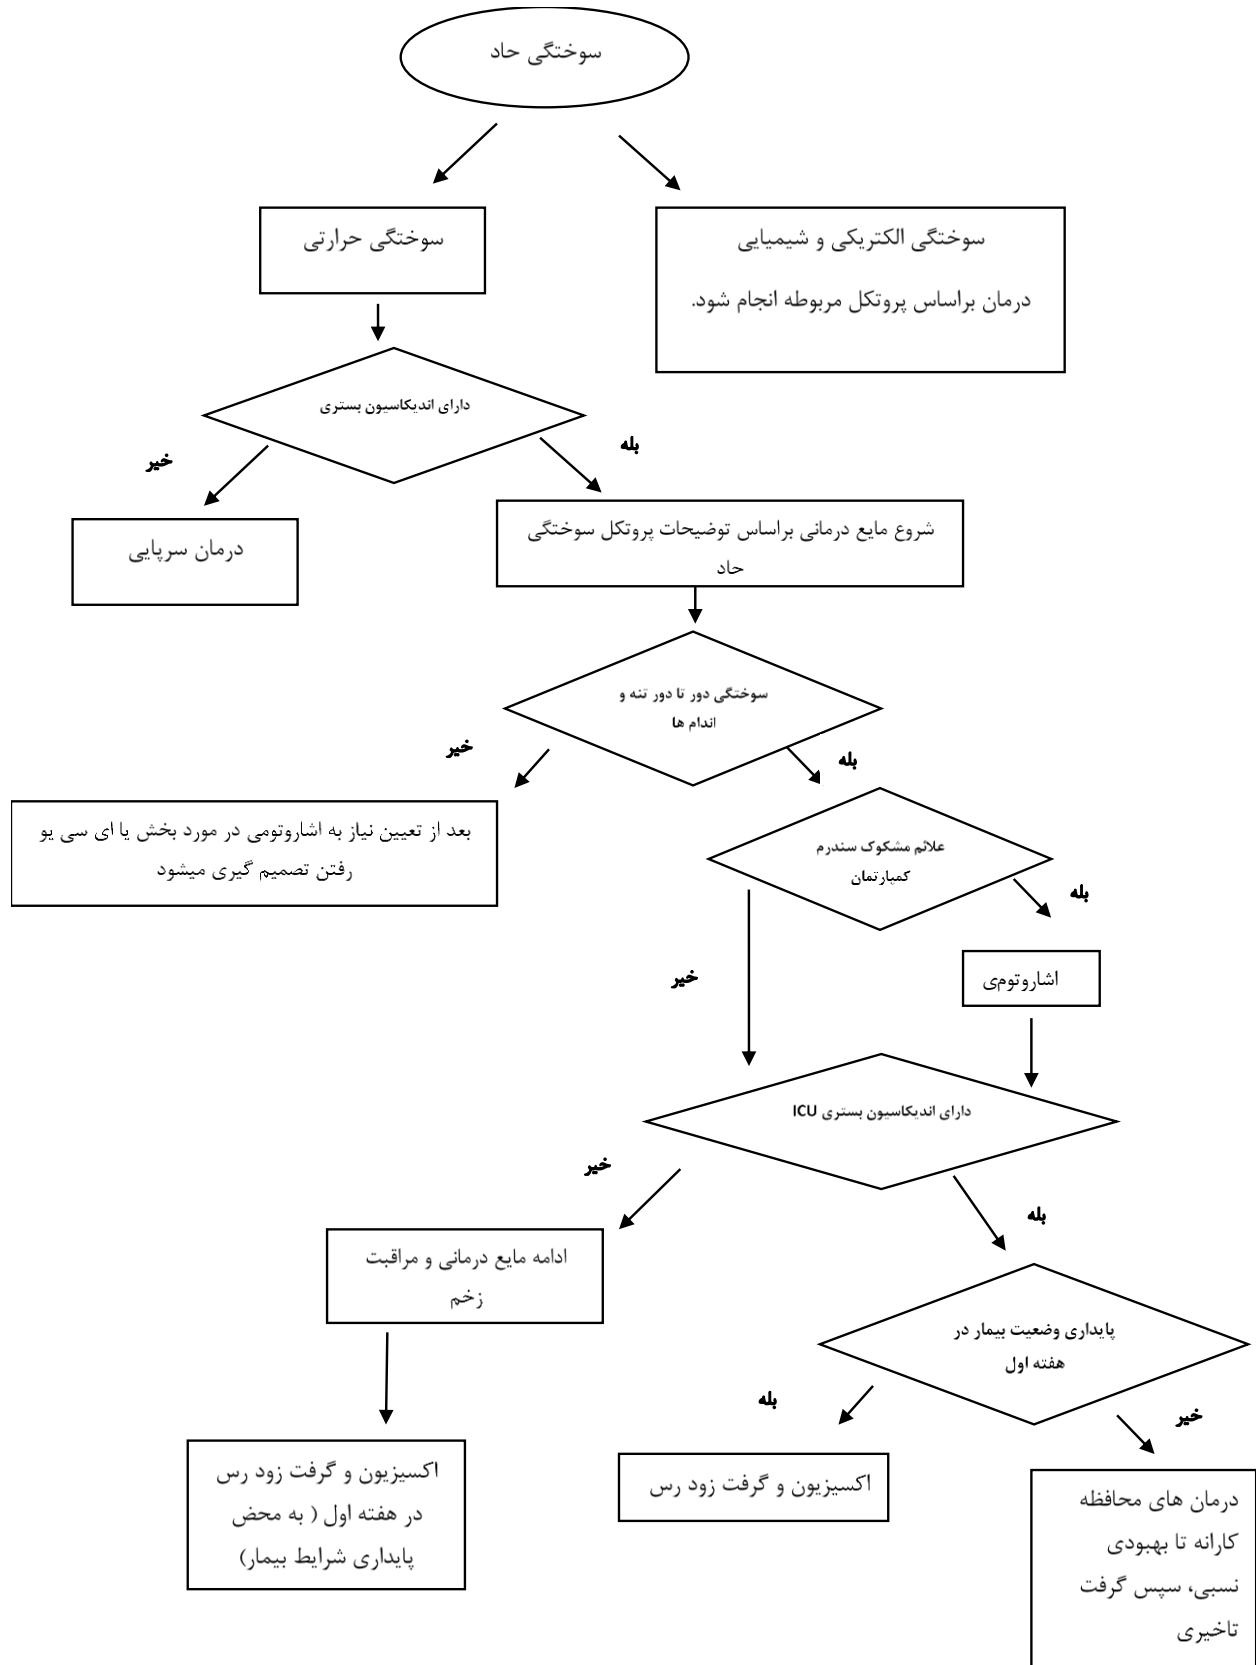 سوختگی حاد
سوختگی حرارتی
سوختگی الکتریکی و شیمیایی
درمان براساس پروتکل مربوطه انجام شود.
دارای اندیکاسیون بستری
بله
خیر
شروع مایع درمانی براساس توضیحات پروتکل سوختگی
حاد
درمان سرپایی
سوختگی دور تا دور تنه و
اندام ها
خیر
بله
بعد از تعیین نیاز به اشاروتومی در مورد بخش یا ای سی یو
رفتن تصمیم گیری میشود
علائم مشکوک سندرم
کمپارتمان
بله
خیر
اشاروتومی
دارای اندیکاسیون بستری ICU
خیر
بله
ادامه مایع درمانی و مراقبت
زخم
پایداری وضعیت بیمار در
هفته اول
بله
خیر
اکسیزیون و گرفت زود رس
در هفته اول ( به محض
پایداری شرایط بیمار)
اکسیزیون و گرفت زود رس
درمان های محافظه
کارانه تا بهبودی
نسبی، سپس گرفت
تاخیری